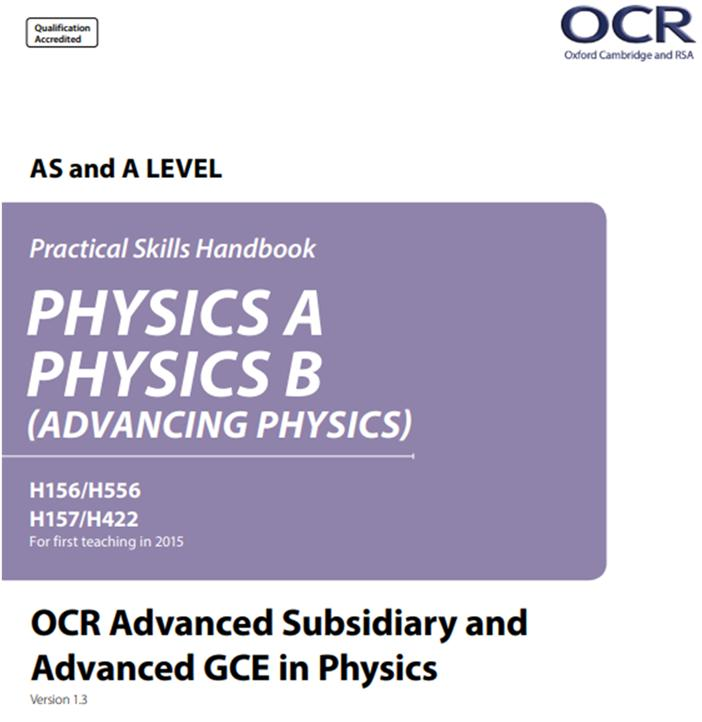 Qualification
Accredited
OCR
Oxford Cambridge and RSA
AS and A LEVEL
Practical Skills Handbook
PHYSICS A
PHYSICS B
(ADVANCING PHYSICS)
H156/H556
H157/H422
For first teaching in 2015
OCR Advanced Subsidiary and
Advanced GCE in Physics
Version 1.3